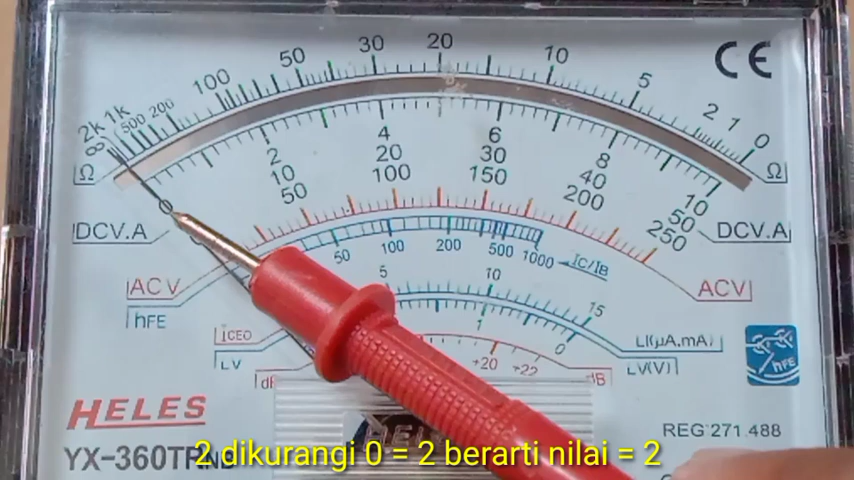 ∞ 2k 1k 500 200 100 50 30 20 10 5 2 1 0
Ω Ω
CE
0 2 4 6 8 10
10 20 30 40 50
50 100 150 200 250
DCV.A DCV.A
50 100 200 500 1000 IC/IB
ACV ACV
hFE
5 10 15
ICEO LI(μA,mA)
1 0
LV LV(V)
+20 +22
dB dB
hFE
HELES
REG 271.488
YX-360TR
2 dikurangi 0 = 2 berarti nilai = 2